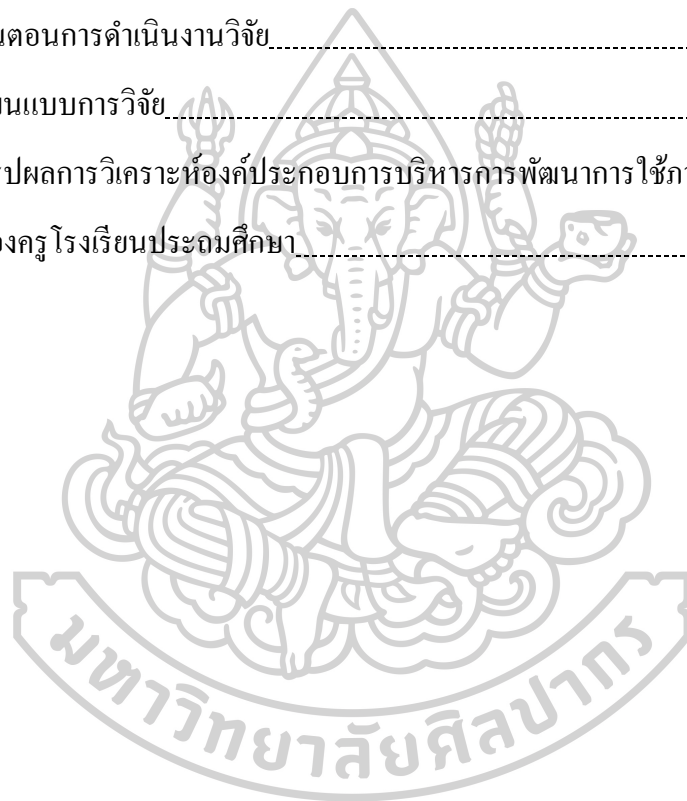 นตอนการดำเนินงานวิจัย
ยนแบบการวิจัย
รปผลการวิเคราะห์องค์ประกอบการบริหารการพัฒนาการใช้ภา
องครูโรงเรียนประถมศึกษา
มหาวิทยาลัยศิลปากร